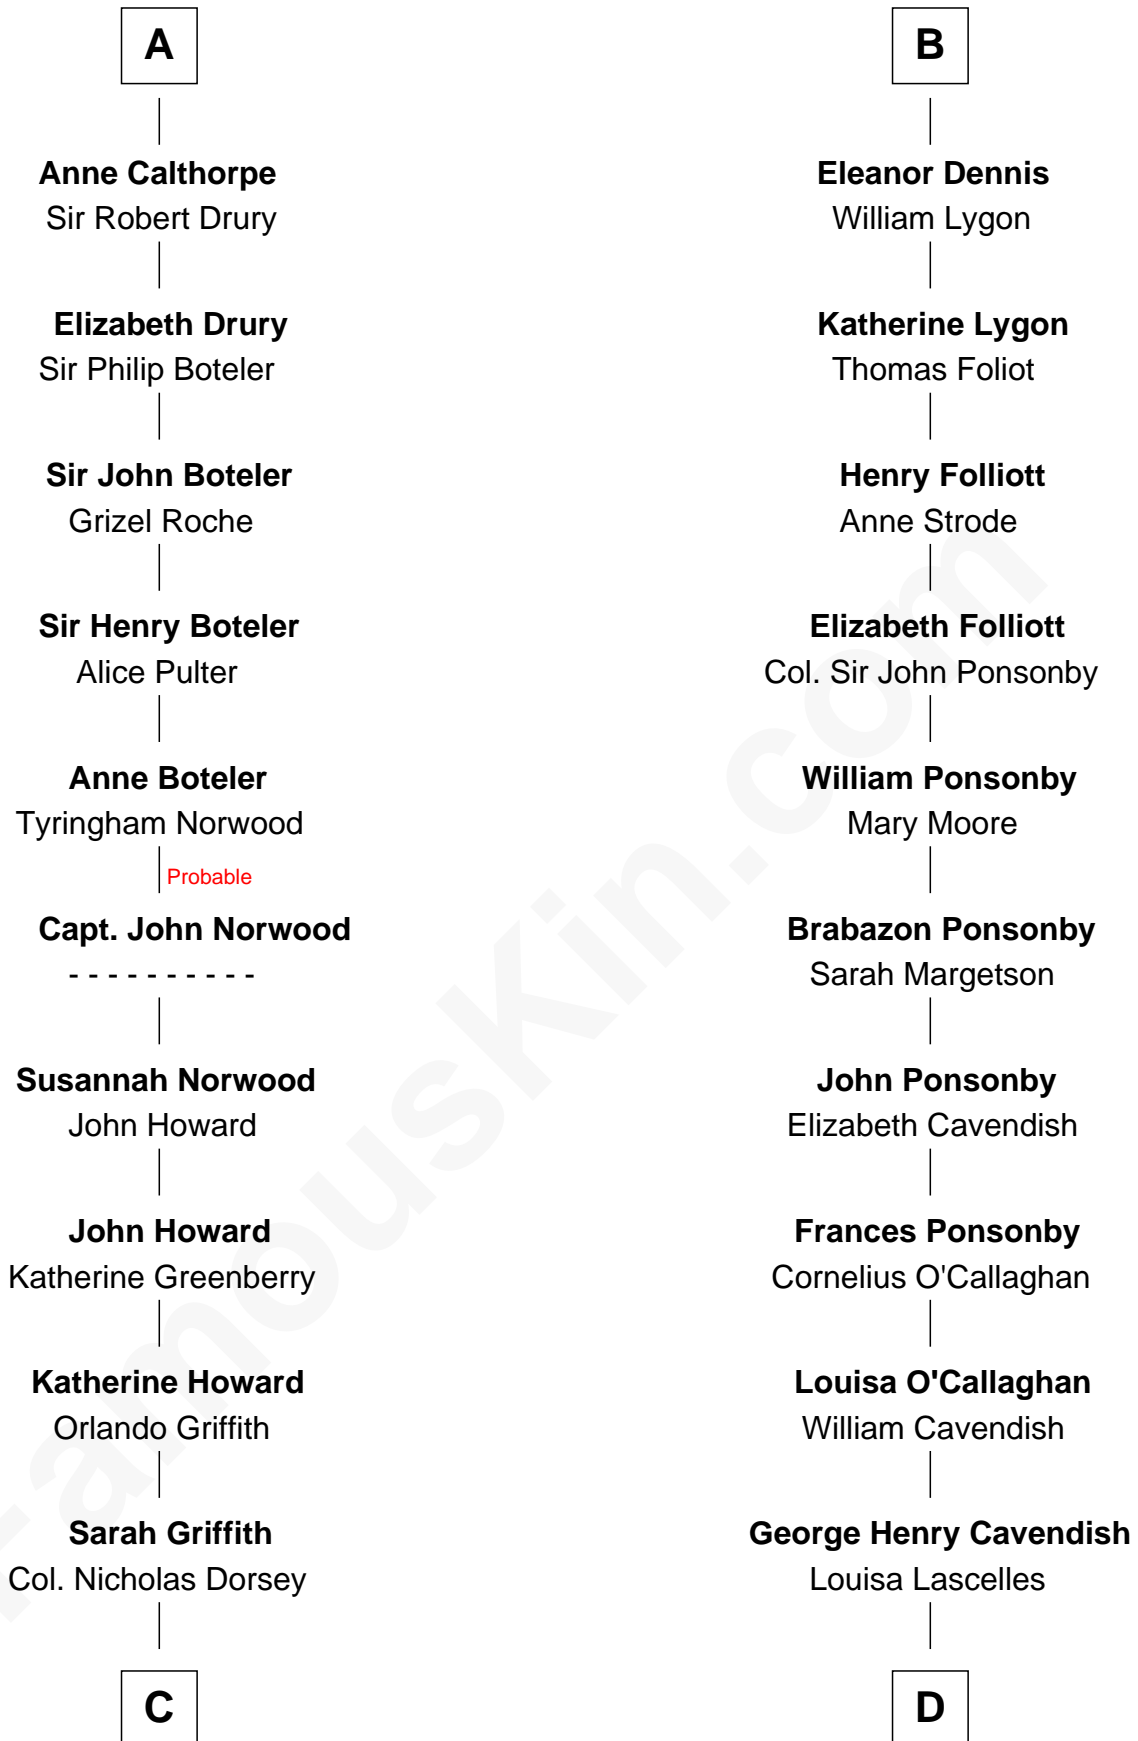 A
Anne Calthorpe
Sir Robert Drury
Elizabeth Drury
Sir Philip Boteler
Sir John Boteler
Grizel Roche
Sir Henry Boteler
Alice Pulter
Anne Boteler
Tyringham Norwood
Probable
Capt. John Norwood
- - - - - - - - - -
Susannah Norwood
John Howard
John Howard
Katherine Greenberry
Katherine Howard
Orlando Griffith
Sarah Griffith
Col. Nicholas Dorsey
C
B
Eleanor Dennis
William Lygon
Katherine Lygon
Thomas Foliot
Henry Folliott
Anne Strode
Elizabeth Folliott
Col. Sir John Ponsonby
William Ponsonby
Mary Moore
Brabazon Ponsonby
Sarah Margetson
John Ponsonby
Elizabeth Cavendish
Frances Ponsonby
Cornelius O'Callaghan
Louisa O'Callaghan
William Cavendish
George Henry Cavendish
Louisa Lascelles
D
FamousKin.com